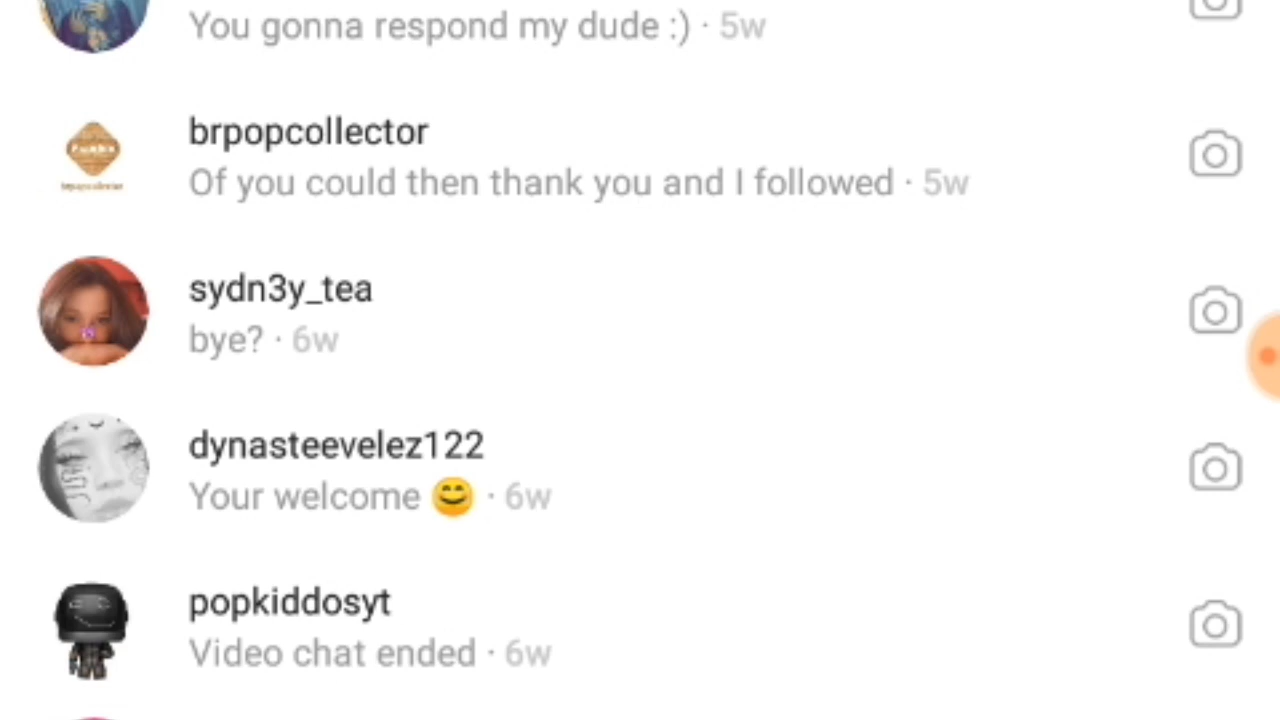 You gonna respond my dude :) · 5w
brpopcollector
Of you could then thank you and I followed · 5w
sydn3y_tea
bye? · 6w
dynasteevelez122
Your welcome 😊 · 6w
popkiddosyt
Video chat ended · 6w